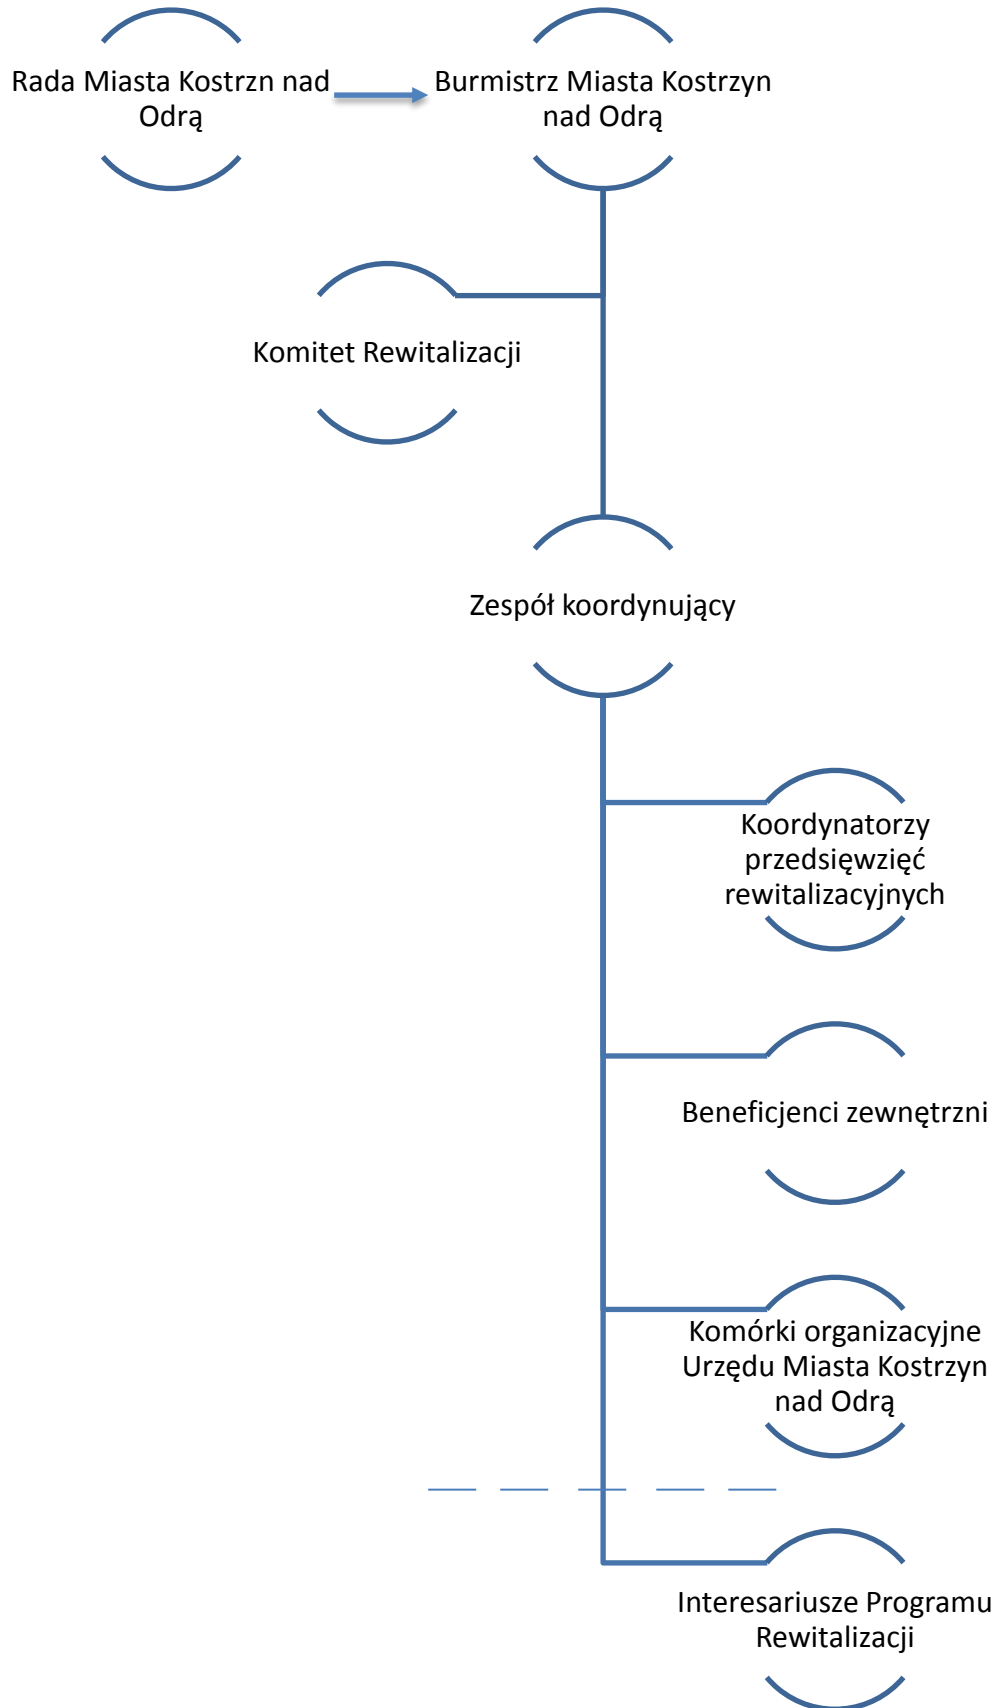 Rada Miasta Kostrzn nad
Odrą
Burmistrz Miasta Kostrzyn
nad Odrą
Komitet Rewitalizacji
Zespół koordynujący
Koordynatorzy
przedsięwzięć
rewitalizacyjnych
Beneficjenci zewnętrzni
Komórki organizacyjne
Urzędu Miasta Kostrzyn
nad Odrą
Interesariusze Programu
Rewitalizacji